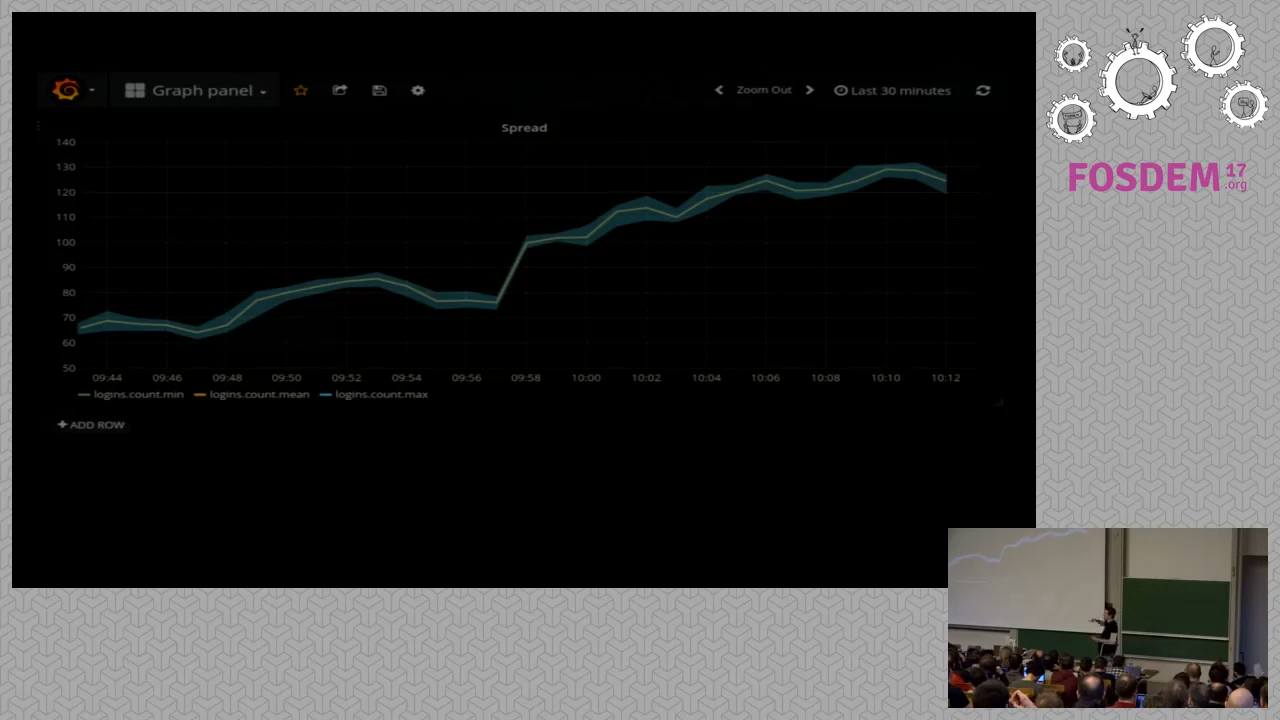 Graph panel
Zoom Out
Last 30 minutes
Spread
140
130
120
110
100
90
80
70
60
50
09:44 09:46 09:48 09:50 09:52 09:54 09:56 09:58 10:00 10:02 10:04 10:06 10:08 10:10 10:12
logins.count.min logins.count.mean logins.count.max
+ ADD ROW
FOSDEM 17
.org